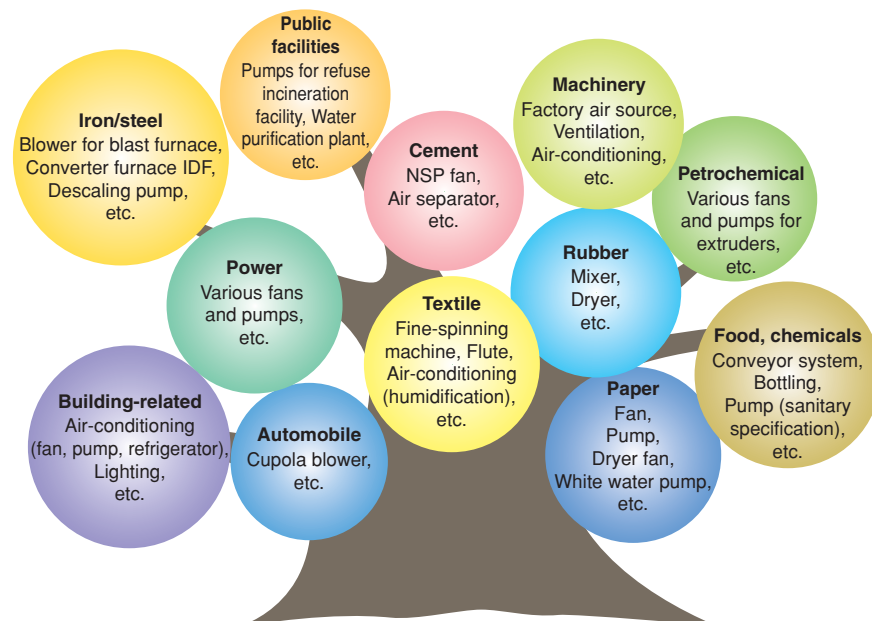 Public
facilities
Pumps for refuse
incineration
facility, Water
purification plant,
etc.
Iron/steel
Blower for blast furnace,
Converter furnace IDF,
Descaling pump,
etc.
Cement
NSP fan,
Air separator,
etc.
Machinery
Factory air source,
Ventilation,
Air-conditioning,
etc.
Petrochemical
Various fans
and pumps for
extruders,
etc.
Power
Various fans
and pumps,
etc.
Textile
Fine-spinning
machine, Flute,
Air-conditioning
(humidification),
etc.
Rubber
Mixer,
Dryer,
etc.
Food, chemicals
Conveyor system,
Bottling,
Pump (sanitary
specification),
etc.
Building-related
Air-conditioning
(fan, pump, refrigerator),
Lighting,
etc.
Automobile
Cupola blower,
etc.
Paper
Fan,
Pump,
Dryer fan,
White water pump,
etc.